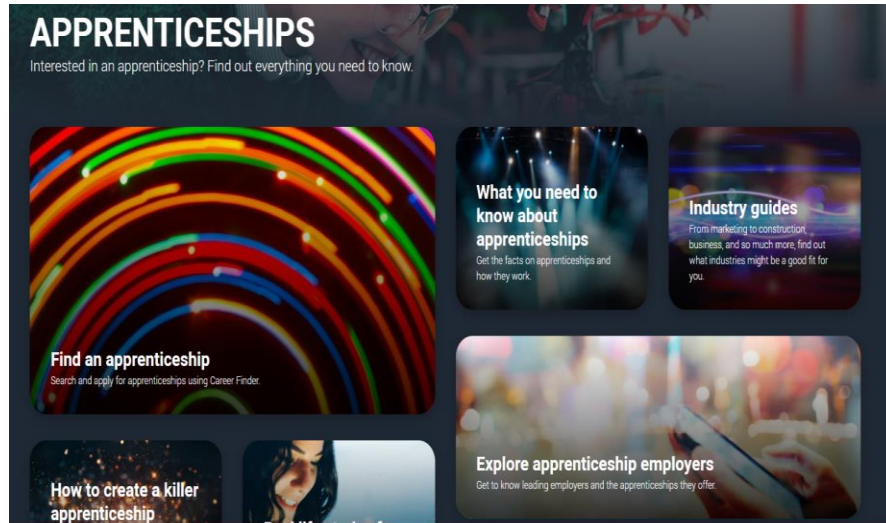 APPRENTICESHIPS
Interested in an apprenticeship? Find out everything you need to know.
Find an apprenticeship
Search and apply for apprenticeships using Career Finder.
What you need to
know about
apprenticeships
Get the facts on apprenticeships and
how they work.
Industry guides
From marketing to construction,
business, and so much more, find out
what industries might be a good fit for
you.
Explore apprenticeship employers
Get to know leading employers and the apprenticeships they offer.
How to create a killer
apprenticeship